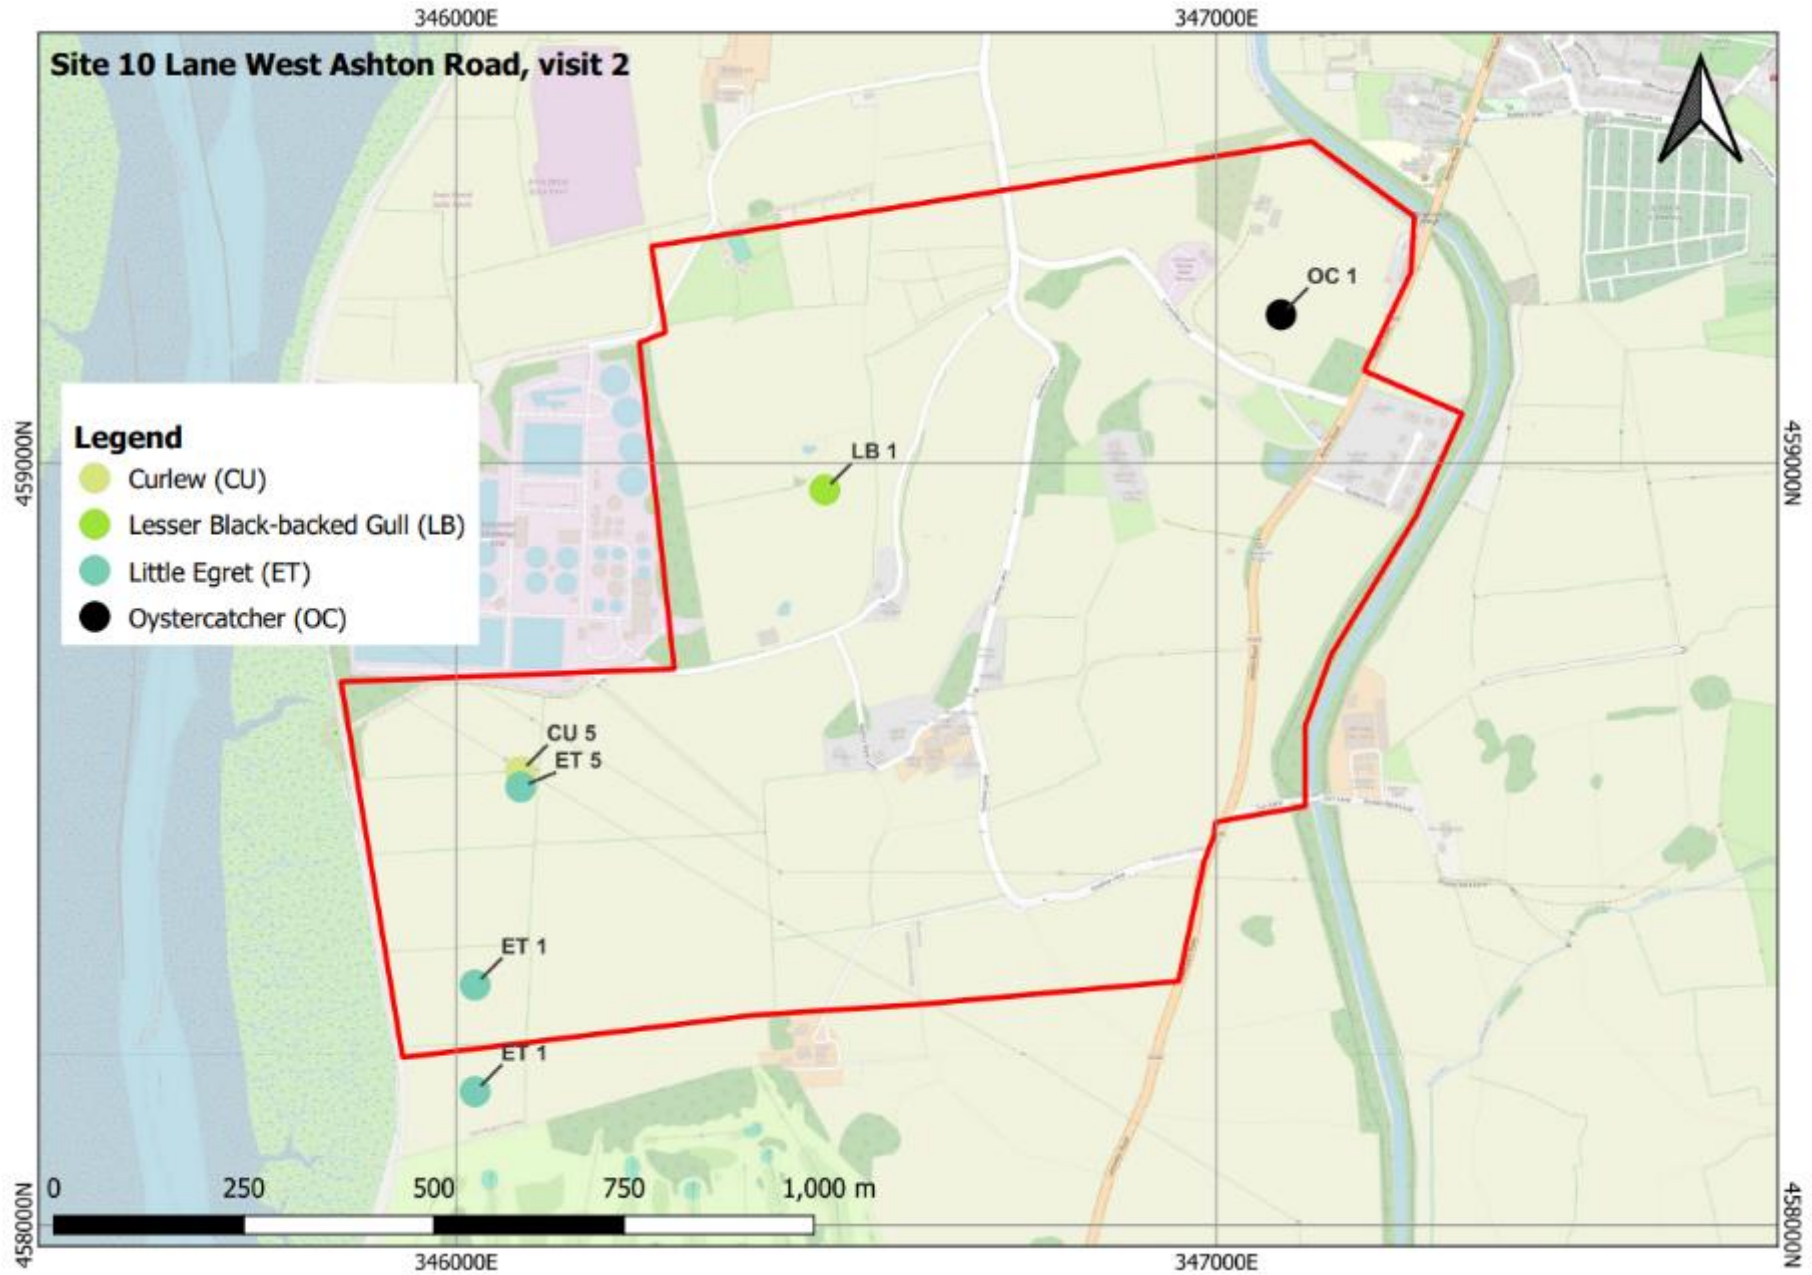 346000E
347000E
Site 10 Lane West Ashton Road, visit 2
OC 1
LB 1
459000N
459000N
Legend
Curlew (CU)
Lesser Black-backed Gull (LB)
Little Egret (ET)
Oystercatcher (OC)
CU 5
ET 5
ET 1
ET 1
0
250
500
750
1,000 m
458000N
458000N
346000E
347000E